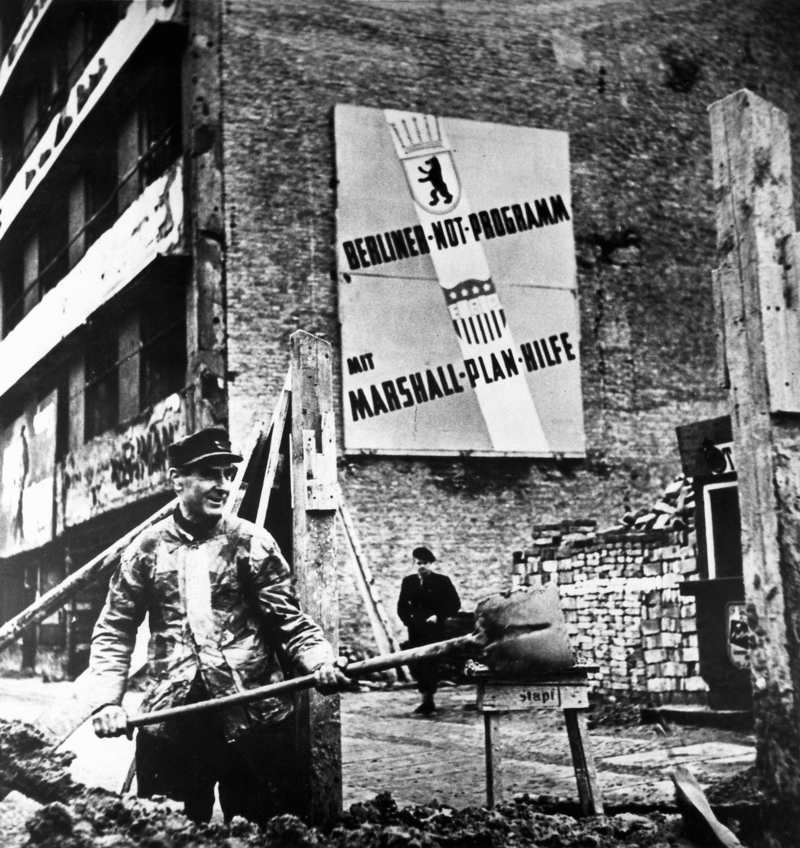 BERLINER-NOT-PROGRAMM
MIT
MARSHALL-PLAN-HILFE
stapf